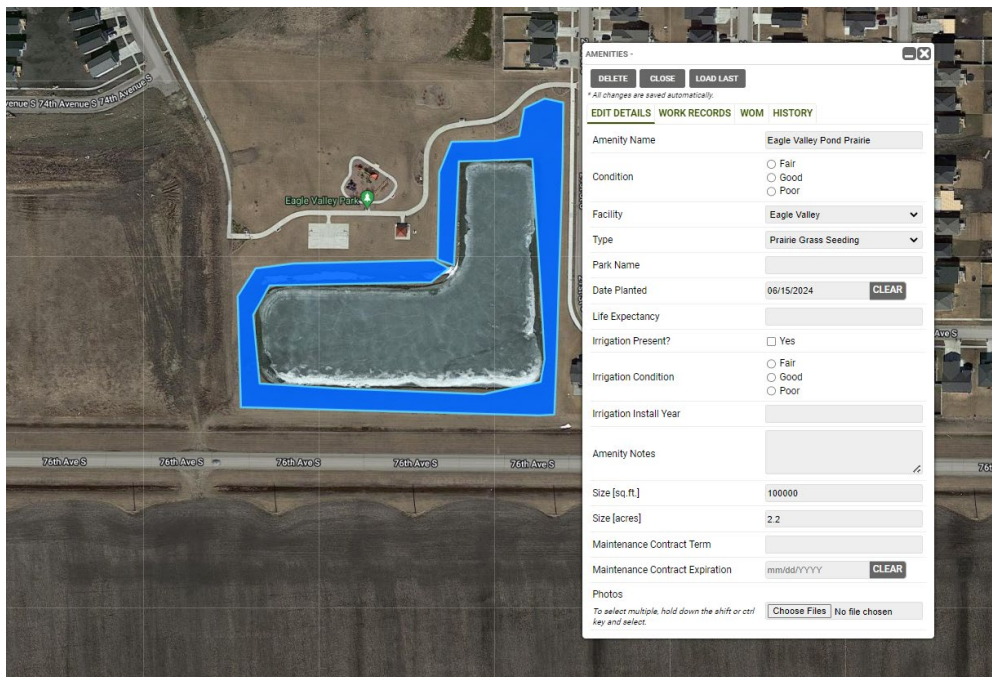 AMENITIES -
DELETE CLOSE LOAD LAST
* All changes are saved automatically.
EDIT DETAILS WORK RECORDS WOM HISTORY
Amenity Name Eagle Valley Pond Prairie
Condition
Fair
Good
Poor
Facility Eagle Valley
Type Prairie Grass Seeding
Park Name
Date Planted 06/15/2024 CLEAR
Life Expectancy
Irrigation Present? Yes
Irrigation Condition
Fair
Good
Poor
Irrigation Install Year
Amenity Notes
Size [sq.ft.] 100000
Size [acres] 2.2
Maintenance Contract Term
Maintenance Contract Expiration mm/dd/YYYY CLEAR
Photos
To select multiple, hold down the shift or ctrl
key and select.
Choose Files No file chosen
venue S 74th Avenue S 74th Avenue S
Eagle Valley Park
Ave S
76th Ave S 76th Ave S 76th Ave S 76th Ave S 76th Ave S 76t